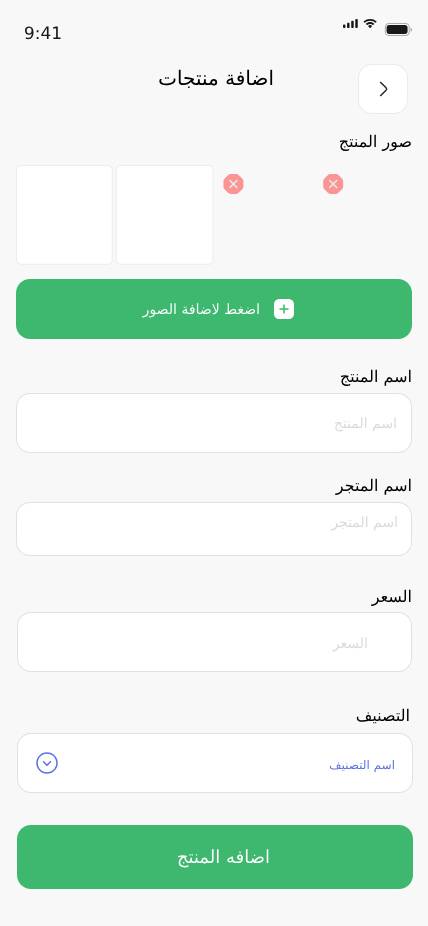 9:41
اضافة منتجات
صور المنتج
اضغط لاضافة الصور
اسم المنتج
اسم المنتج
اسم المتجر
اسم المتجر
السعر
السعر
التصنيف
اسم التصنيف
اضافه المنتج